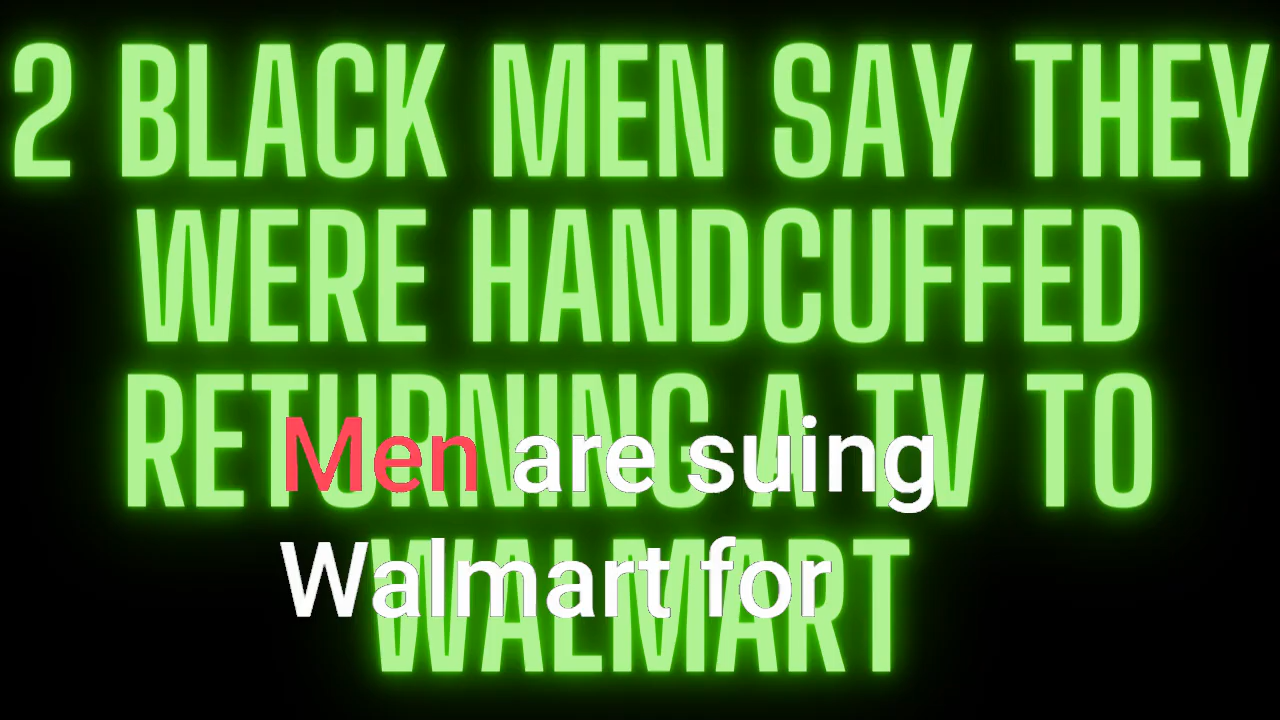 2 BLACK MEN SAY THEY
WERE HANDCUFFED
RETURNING A TV TO
WALMART
Men are suing
Walmart for